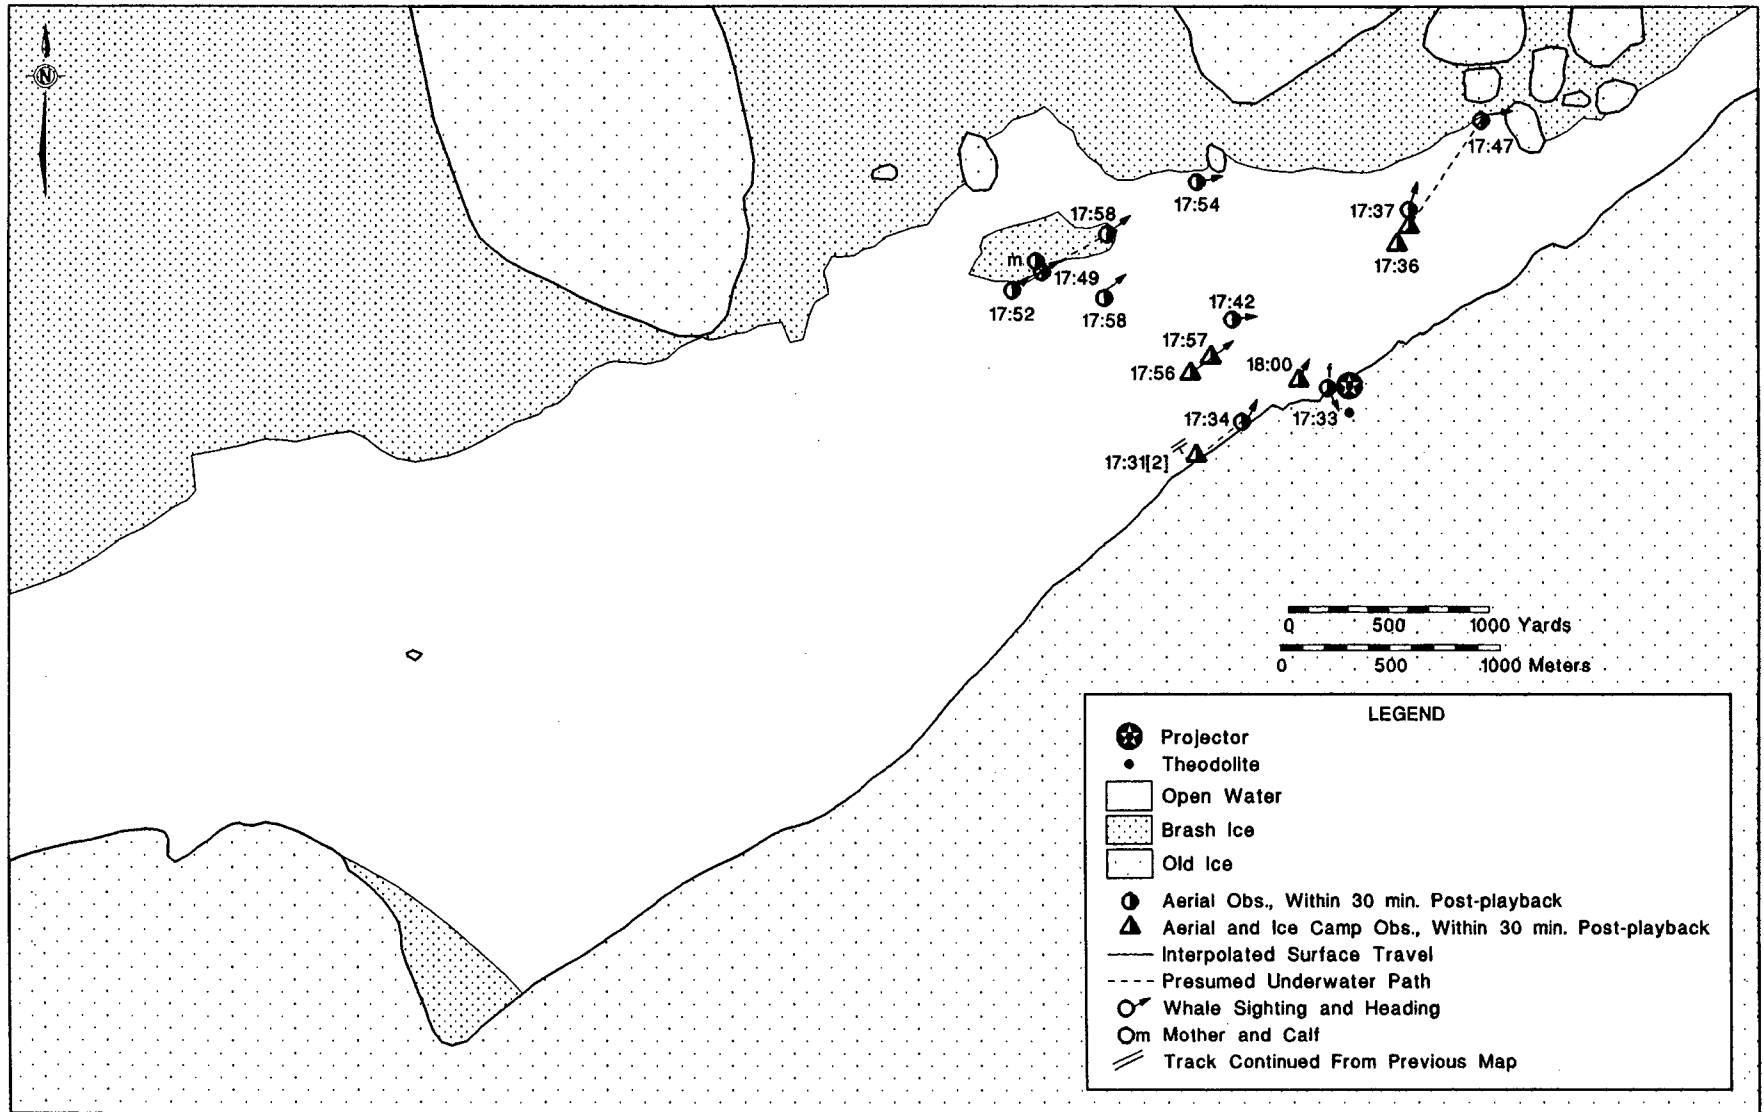 N
17:47
17:54
17:37
17:58
17:36
m
17:49
17:52
17:58
17:42
17:57
17:56
18:00
17:34
17:33
17:31[2]
0 500 1000 Yards
0 500 1000 Meters
LEGEND
Projector
Theodolite
Open Water
Brash Ice
Old Ice
Aerial Obs., Within 30 min. Post-playback
Aerial and Ice Camp Obs., Within 30 min. Post-playback
Interpolated Surface Travel
Presumed Underwater Path
Whale Sighting and Heading
m Mother and Calf
Track Continued From Previous Map